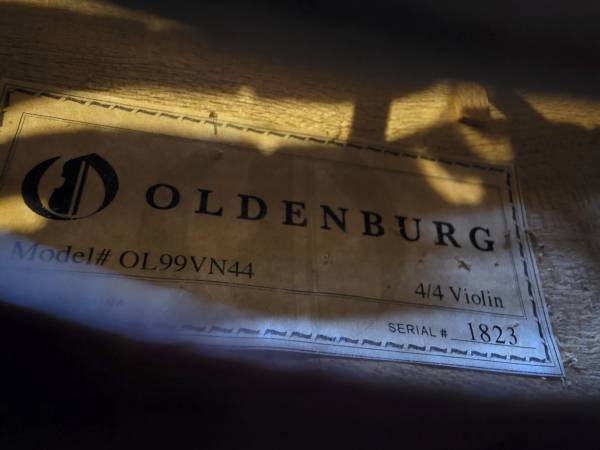 OLDENBURG
Model# OL99VN44
4/4 Violin
SERIAL # 1823